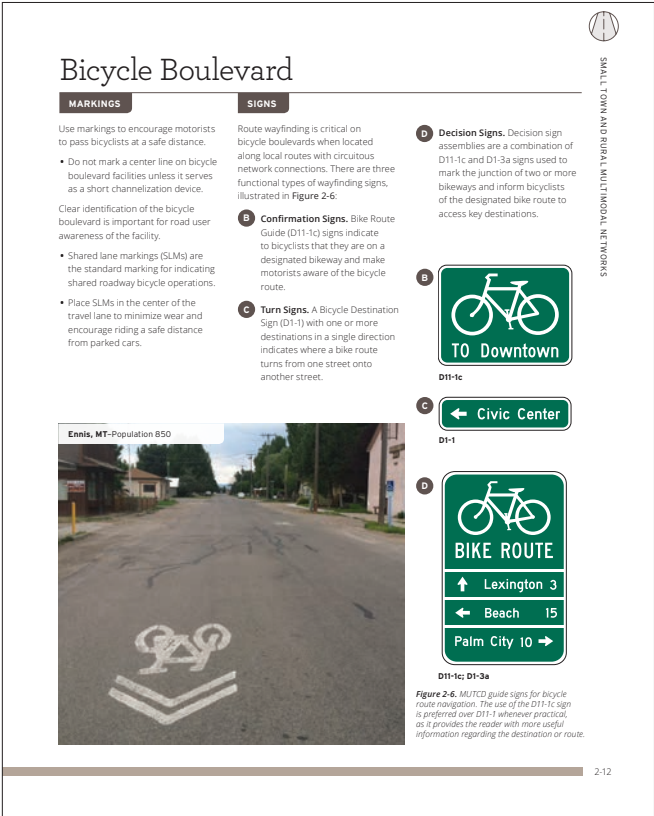 Bicycle Boulevard
MARKINGS
Use markings to encourage motorists
to pass bicyclists at a safe distance.
• Do not mark a center line on bicycle
boulevard facilities unless it serves
as a short channelization device.
Clear identification of the bicycle
boulevard is important for road user
awareness of the facility.
• Shared lane markings (SLMs) are
the standard marking for indicating
shared roadway bicycle operations.
• Place SLMs in the center of the
travel lane to minimize wear and
encourage riding a safe distance
from parked cars.
SIGNS
Route wayfinding is critical on
bicycle boulevards when located
along local routes with circuitous
network connections. There are three
functional types of wayfinding signs,
illustrated in Figure 2-6:
B Confirmation Signs. Bike Route
Guide (D11-1c) signs indicate
to bicyclists that they are on a
designated bikeway and make
motorists aware of the bicycle
route.
C Turn Signs. A Bicycle Destination
Sign (D1-1) with one or more
destinations in a single direction
indicates where a bike route
turns from one street onto
another street.
D Decision Signs. Decision sign
assemblies are a combination of
D11-1c and D1-3a signs used to
mark the junction of two or more
bikeways and inform bicyclists
of the designated bike route to
access key destinations.
B
TO Downtown
D11-1c
C
← Civic Center
D1-1
D
BIKE ROUTE
↑ Lexington 3
← Beach 15
Palm City 10 →
D11-1c; D1-3a
Figure 2-6. MUTCD guide signs for bicycle
route navigation. The use of the D11-1c sign
is preferred over D11-1 whenever practical,
as it provides the reader with more useful
information regarding the destination or route.
Ennis, MT–Population 850
SMALL TOWN AND RURAL MULTIMODAL NETWORKS
2-12